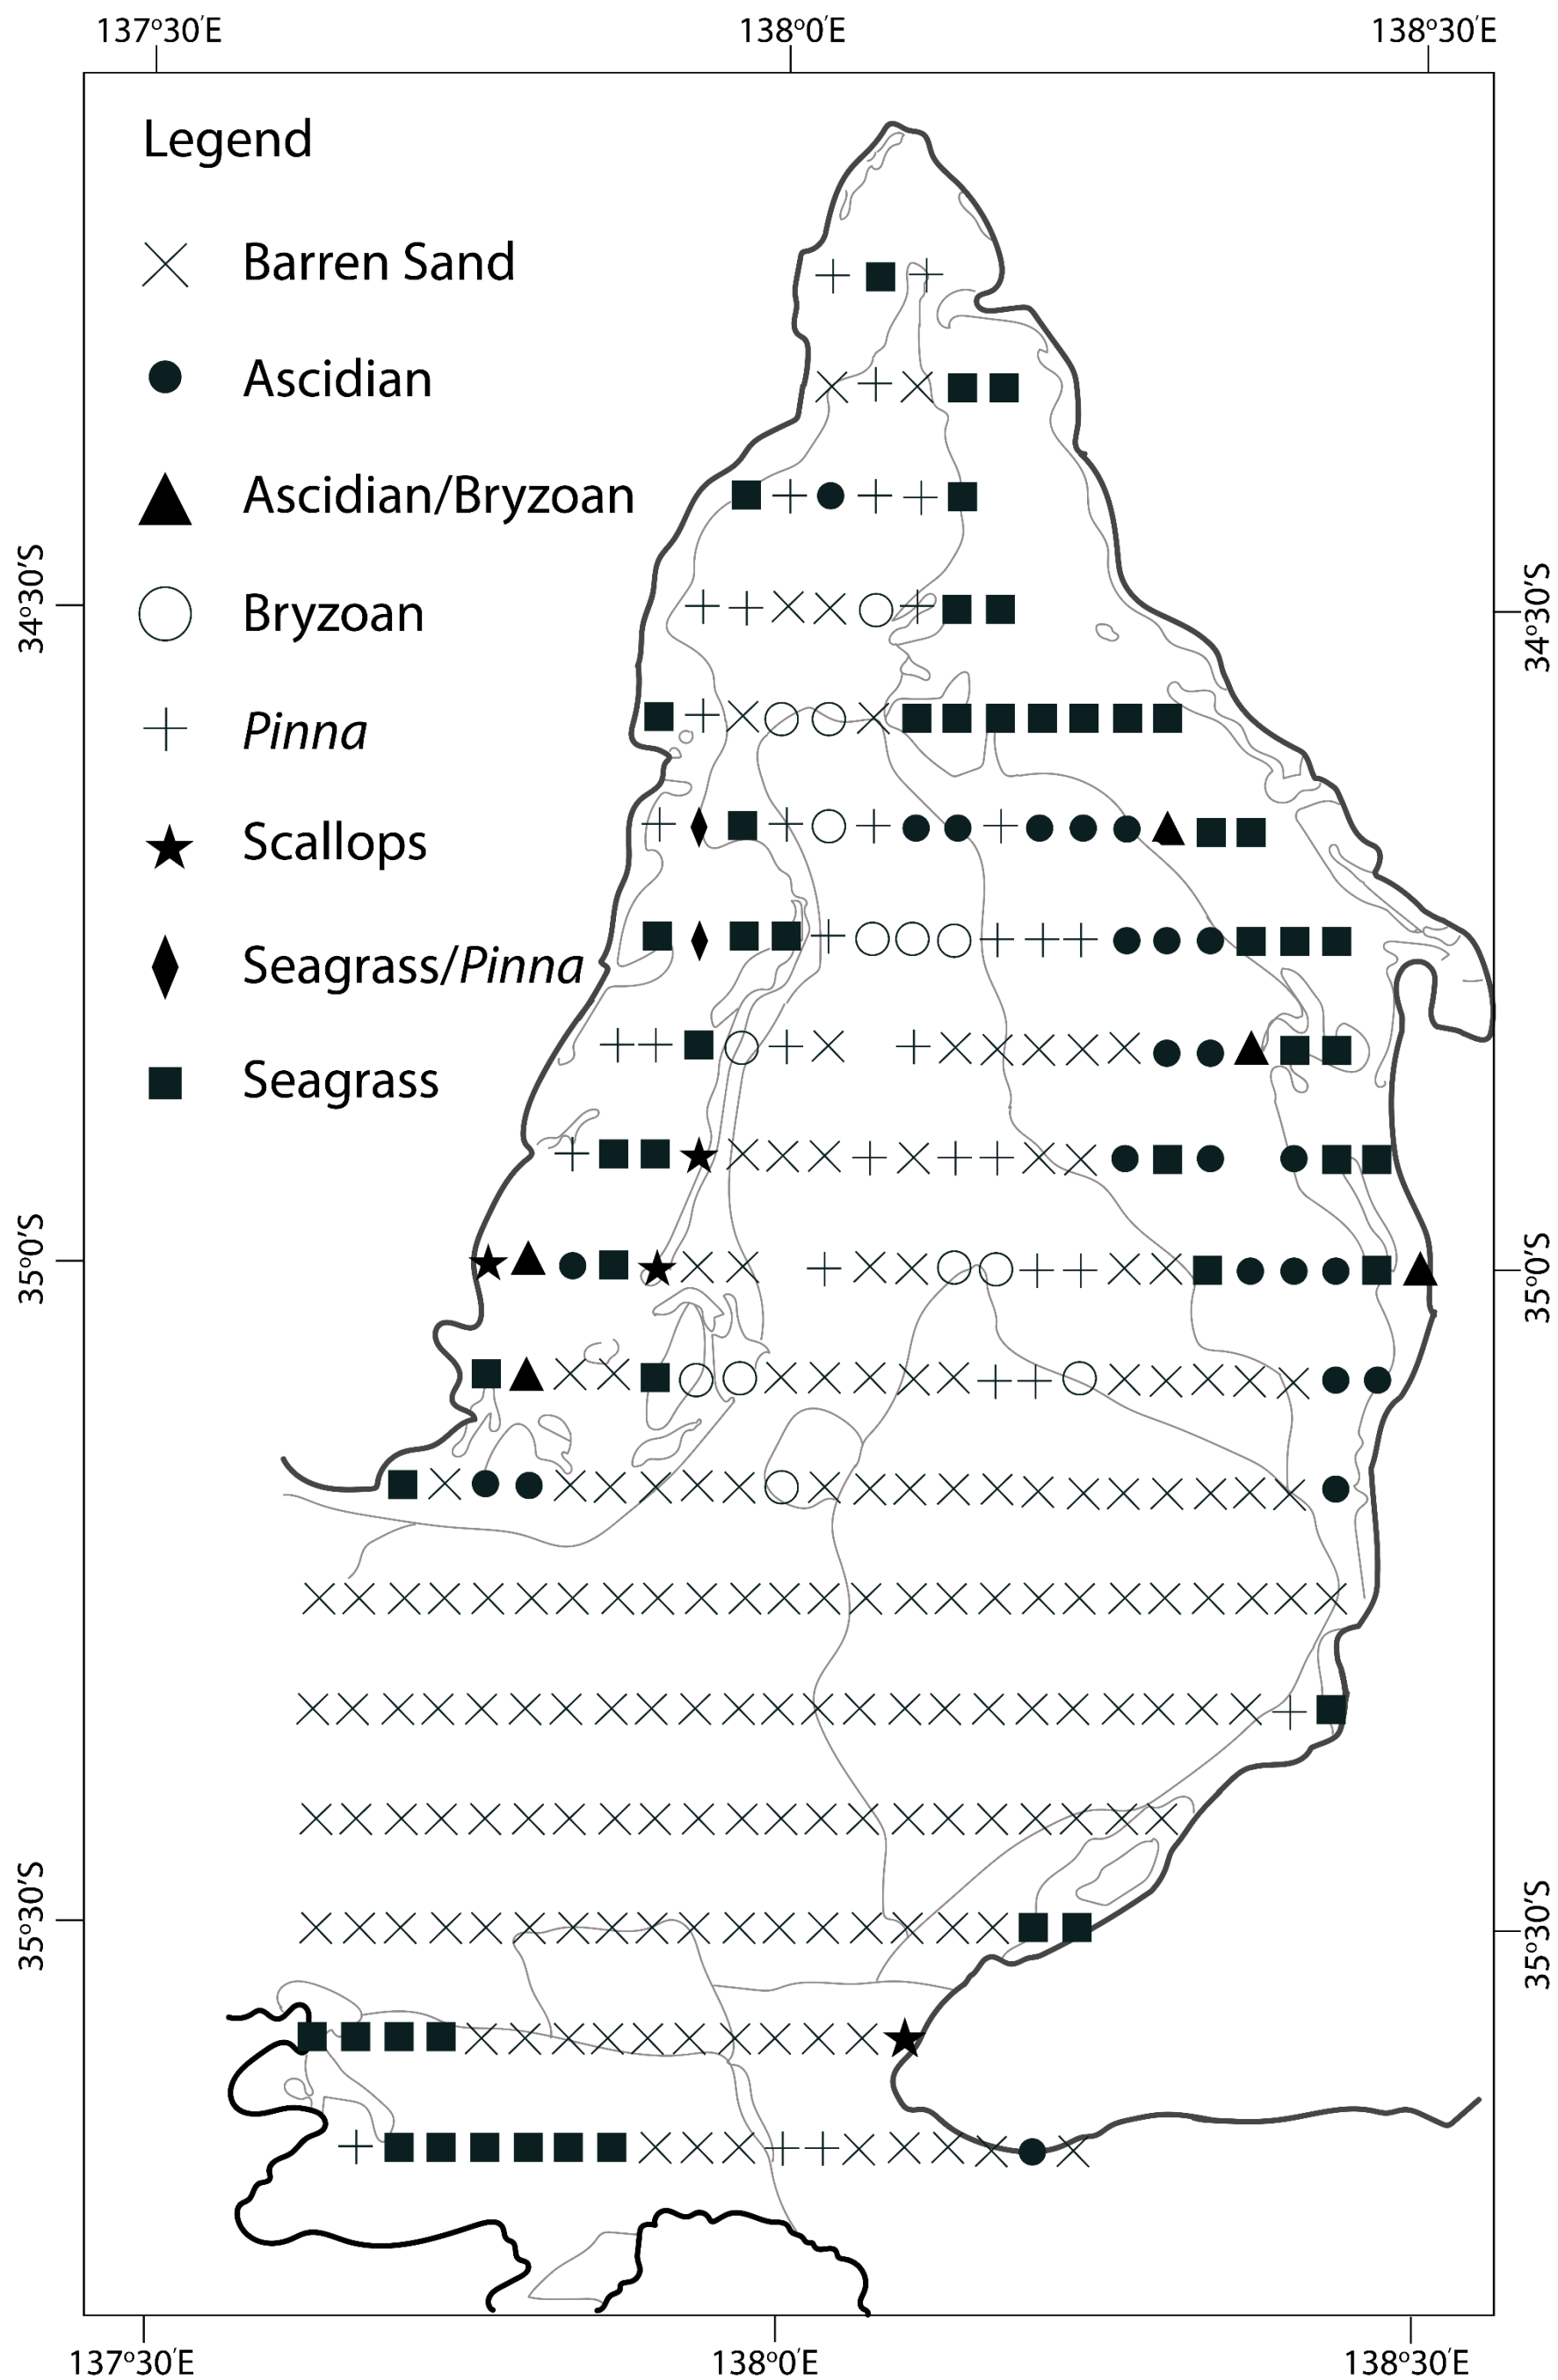 137°30'E 138°0'E 138°30'E
Legend
Barren Sand
Ascidian
Ascidian/Bryzoan
Bryzoan
Pinna
Scallops
Seagrass/Pinna
Seagrass
34°30'S 34°30'S
35°0'S 35°0'S
35°30'S 35°30'S
137°30'E 138°0'E 138°30'E